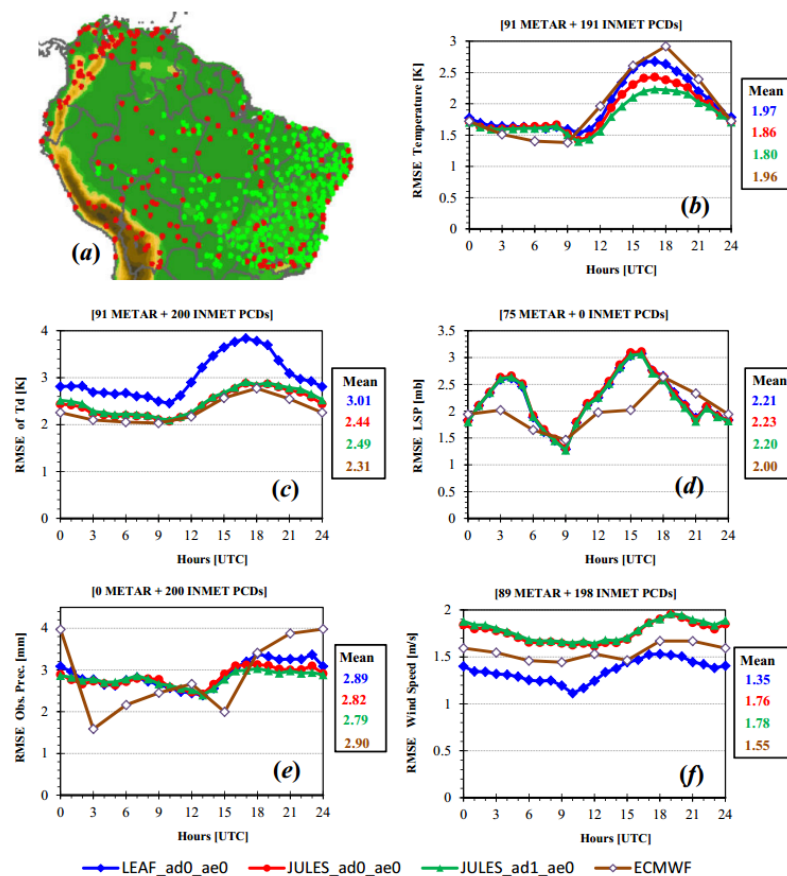 (a)
[91 METAR + 191 INMET PCDs]
RMSE Temperature [K]
3
2.5
2
1.5
1
0.5
0
0 3 6 9 12 15 18 21 24
Hours [UTC]
(b)
Mean
1.97
1.86
1.80
1.96
[91 METAR + 200 INMET PCDs]
RMSE of Td [K]
4
3
2
1
0
0 3 6 9 12 15 18 21 24
Hours [UTC]
(c)
Mean
3.01
2.44
2.49
2.31
[75 METAR + 0 INMET PCDs]
RMSE LSP [mb]
3.5
3
2.5
2
1.5
1
0.5
0
0 3 6 9 12 15 18 21 24
Hours [UTC]
(d)
Mean
2.21
2.23
2.20
2.00
[0 METAR + 200 INMET PCDs]
RMSE Obs. Prec. [mm]
4
3
2
1
0
0 3 6 9 12 15 18 21 24
Hours [UTC]
(e)
Mean
2.89
2.82
2.79
2.90
[89 METAR + 198 INMET PCDs]
RMSE Wind Speed [m/s]
2
1.5
1
0.5
0
0 3 6 9 12 15 18 21 24
Hours [UTC]
(f)
Mean
1.35
1.76
1.78
1.55
LEAF_ad0_ae0 JULES_ad0_ae0 JULES_ad1_ae0 ECMWF